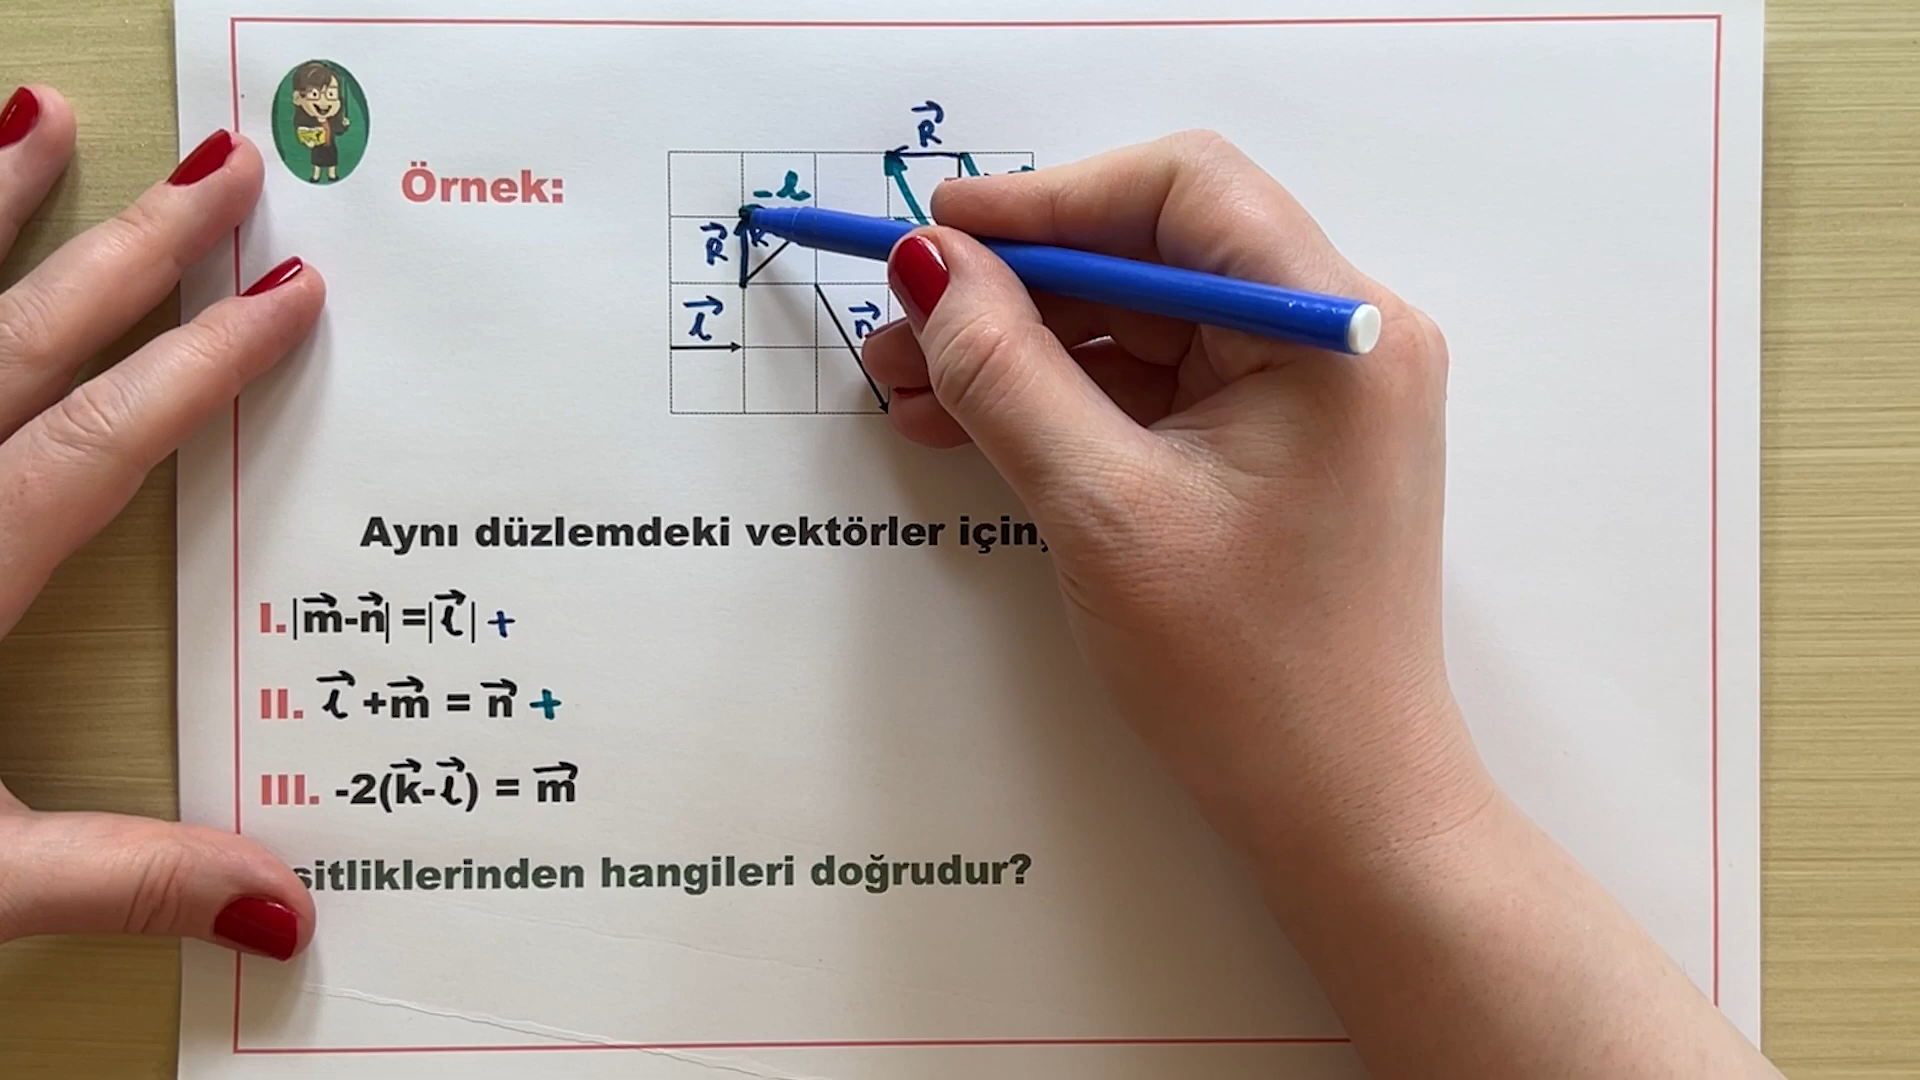 R
Örnek:
-l
R
k
l
n
Aynı düzlemdeki vektörler için,
I. |m-n| =|l| +
II. l +m = n +
III. -2(k-l) = m
sitliklerinden hangileri doğrudur?